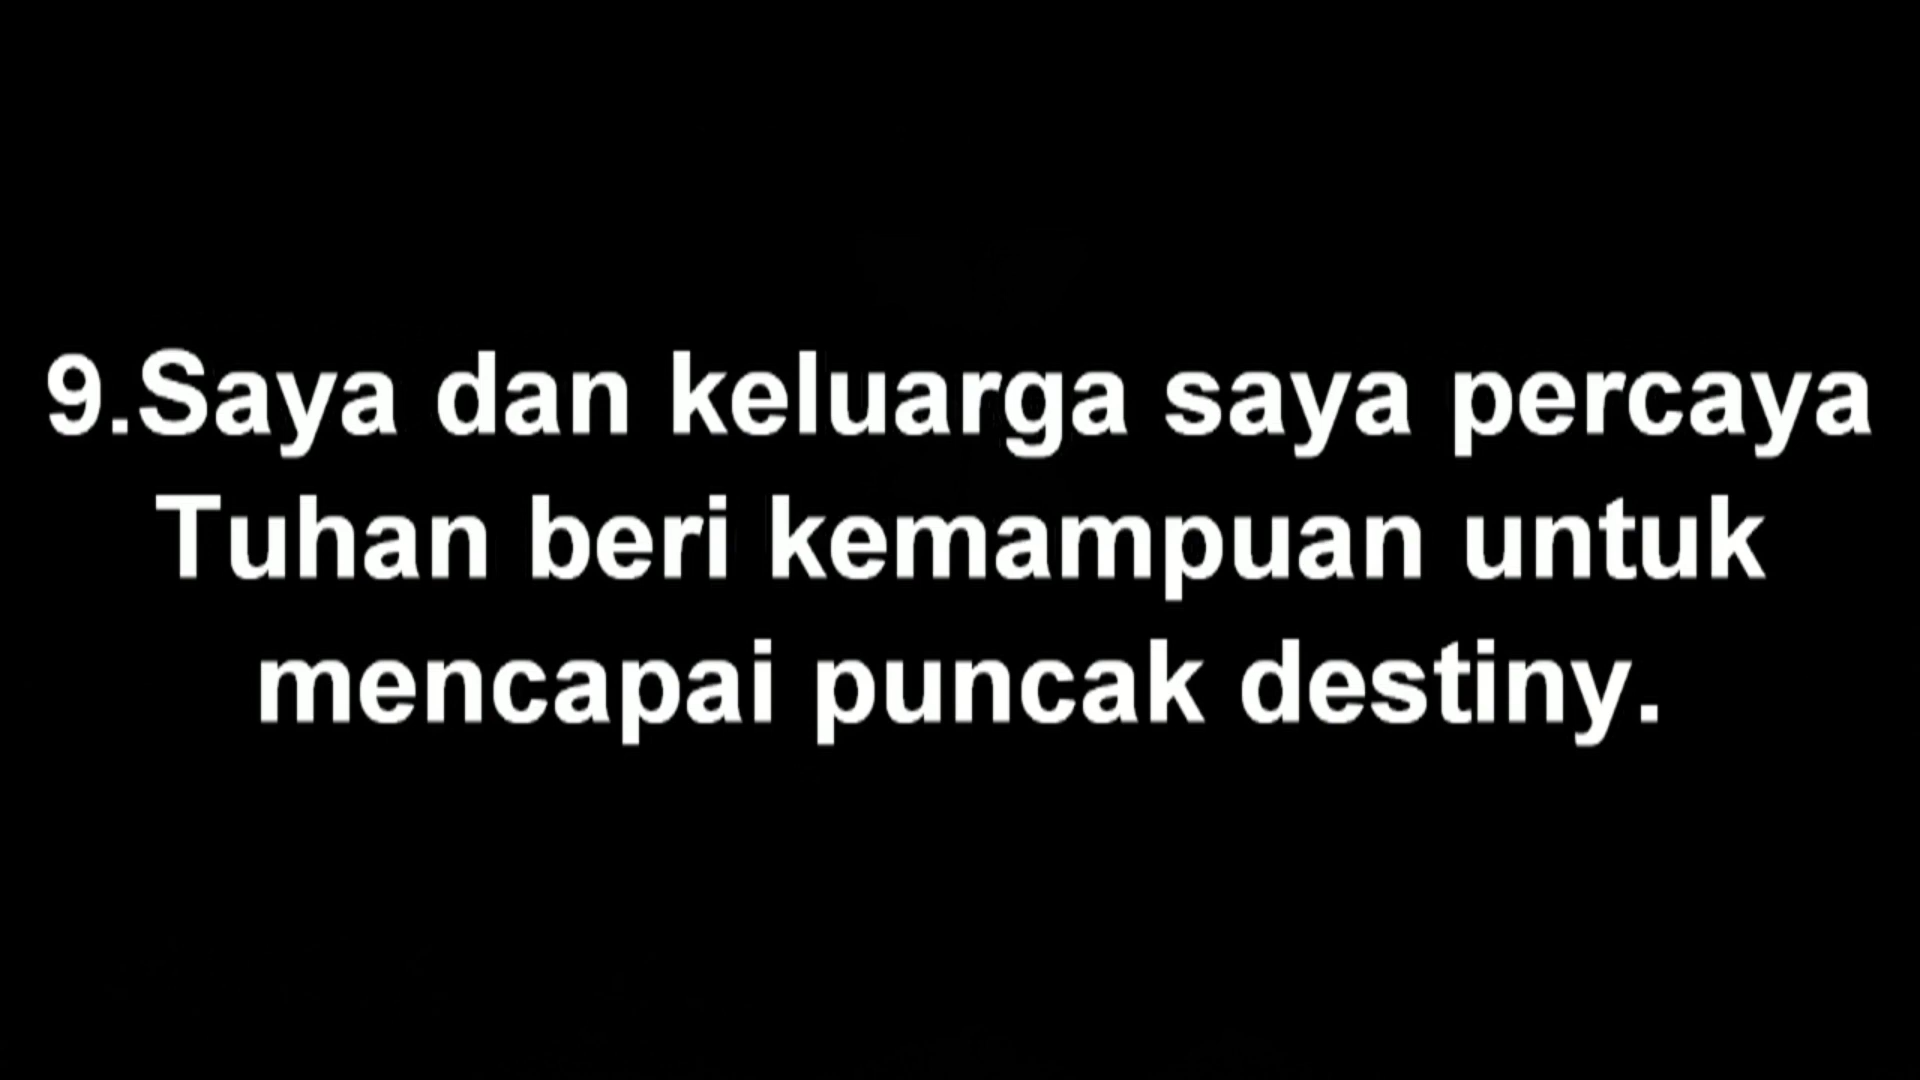 9.Saya dan keluarga saya percaya
Tuhan beri kemampuan untuk
mencapai puncak destiny.